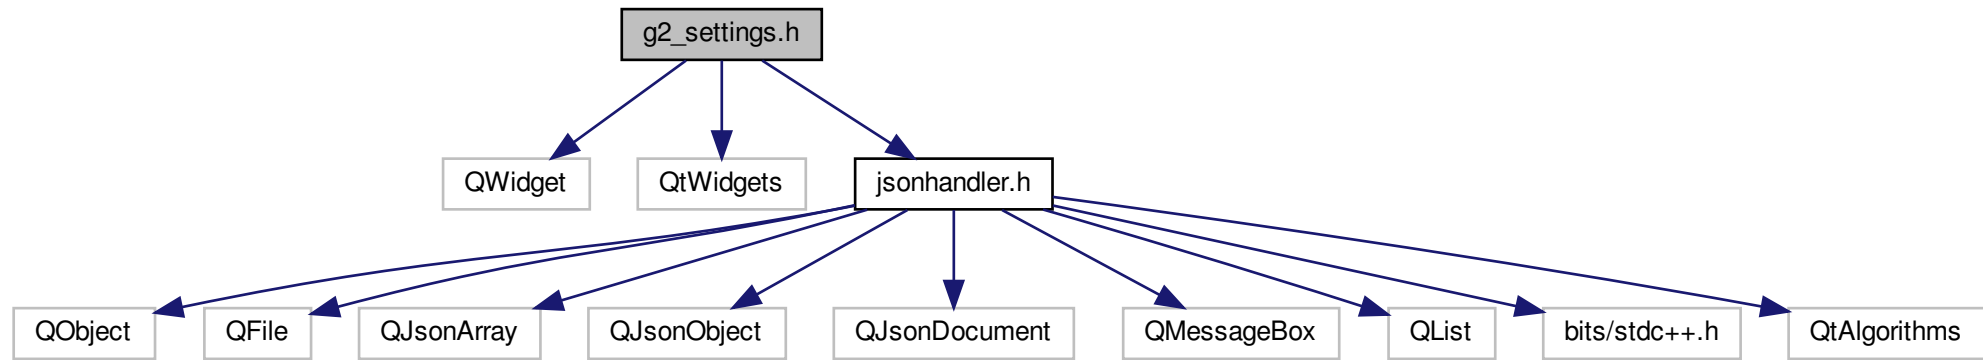 g2_settings.h
QWidget
QtWidgets
jsonhandler.h
QObject
QFile
QJsonArray
QJsonObject
QJsonDocument
QMessageBox
QList
bits/stdc++.h
QtAlgorithms